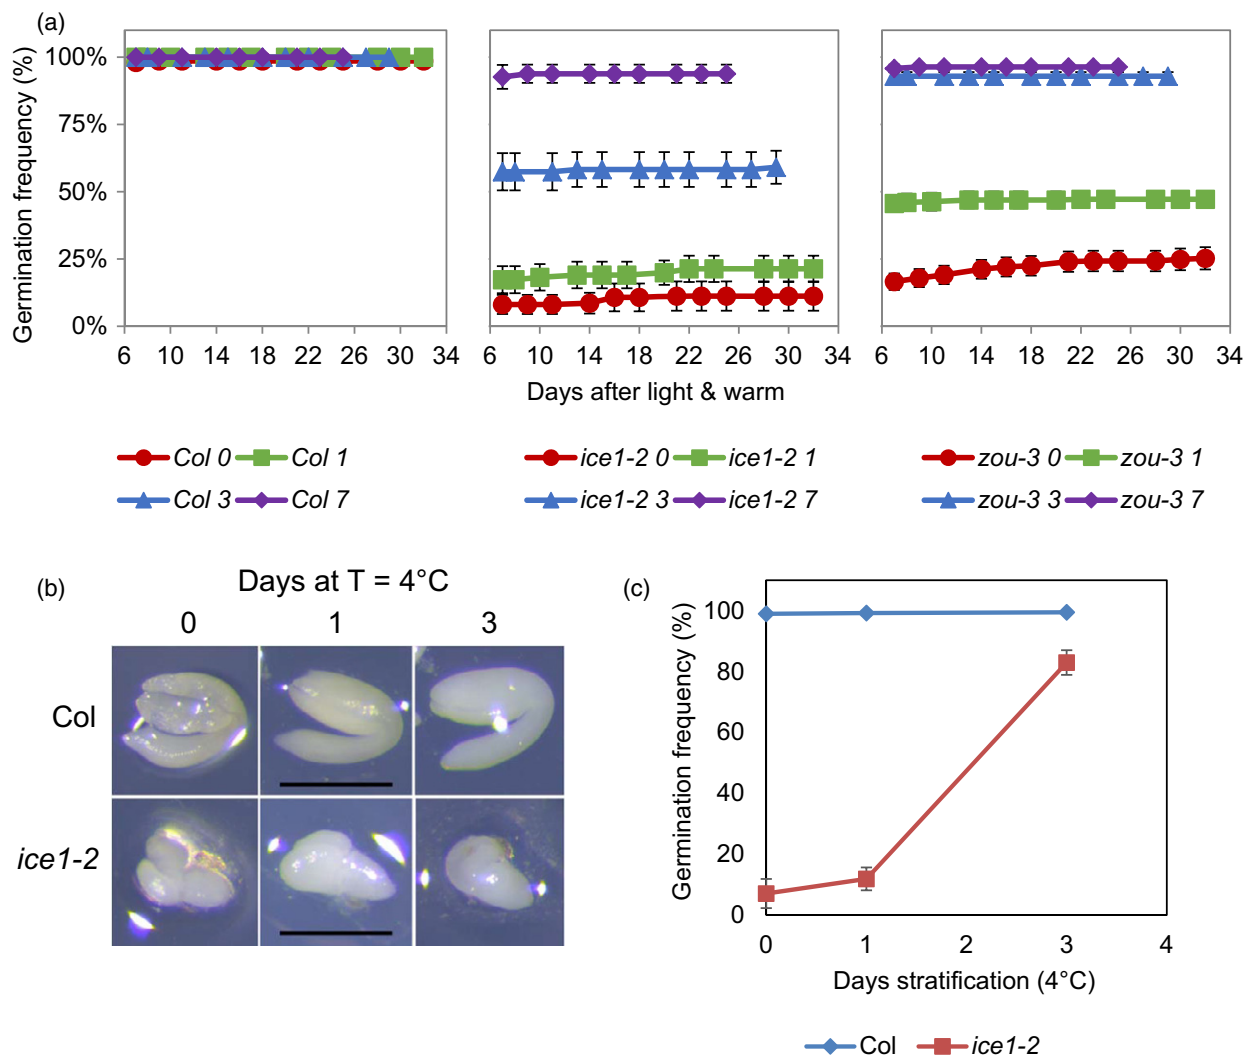 (a)
Germination frequency (%)
100%
75%
50%
25%
0%
6 10 14 18 22 26 30 34
6 10 14 18 22 26 30 34
6 10 14 18 22 26 30 34
Days after light & warm
Col 0 Col 1
Col 3 Col 7
ice1-2 0 ice1-2 1
ice1-2 3 ice1-2 7
zou-3 0 zou-3 1
zou-3 3 zou-3 7
(b)
Days at T = 4°C
0 1 3
Col
ice1-2
(c)
Germination frequency (%)
100
80
60
40
20
0
0 1 2 3 4
Days stratification (4°C)
Col ice1-2